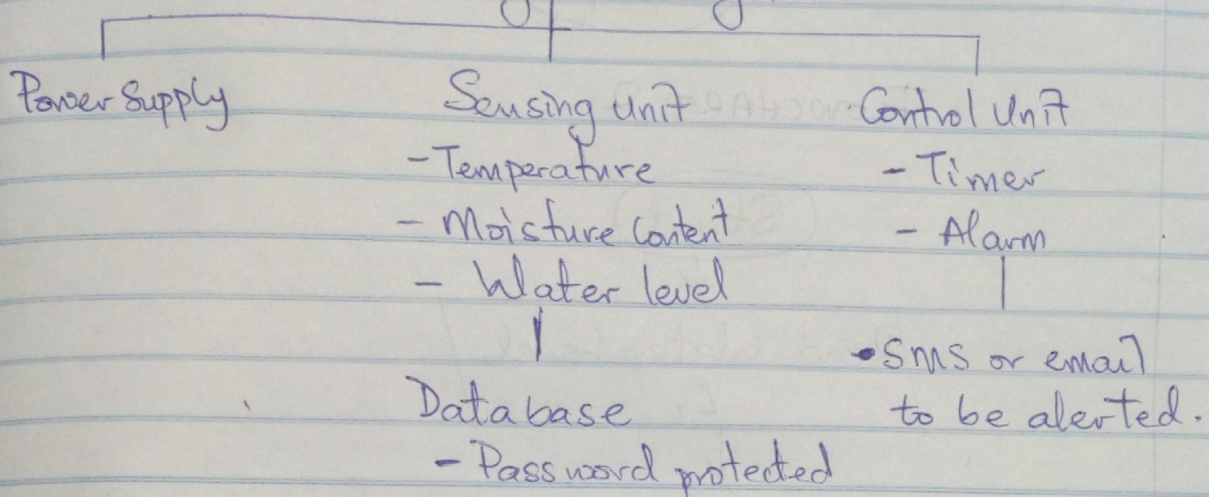 Power Supply
Sensing unit
- Temperature
- Moisture Content
- Water level
Database
- Password protected
Control Unit
- Timer
- Alarm
• SMS or email
to be alerted.